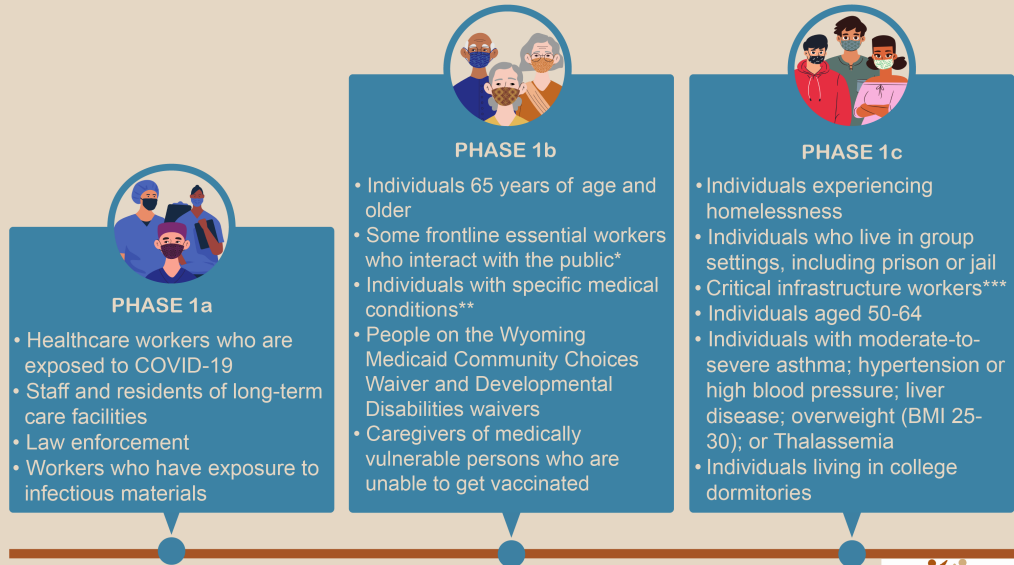 PHASE 1a
• Healthcare workers who are
exposed to COVID-19
• Staff and residents of long-term
care facilities
• Law enforcement
• Workers who have exposure to
infectious materials
PHASE 1b
• Individuals 65 years of age and
older
• Some frontline essential workers
who interact with the public*
• Individuals with specific medical
conditions**
• People on the Wyoming
Medicaid Community Choices
Waiver and Developmental
Disabilities waivers
• Caregivers of medically
vulnerable persons who are
unable to get vaccinated
PHASE 1c
• Individuals experiencing
homelessness
• Individuals who live in group
settings, including prison or jail
• Critical infrastructure workers***
• Individuals aged 50-64
• Individuals with moderate-to-
severe asthma; hypertension or
high blood pressure; liver
disease; overweight (BMI 25-
30); or Thalassemia
• Individuals living in college
dormitories